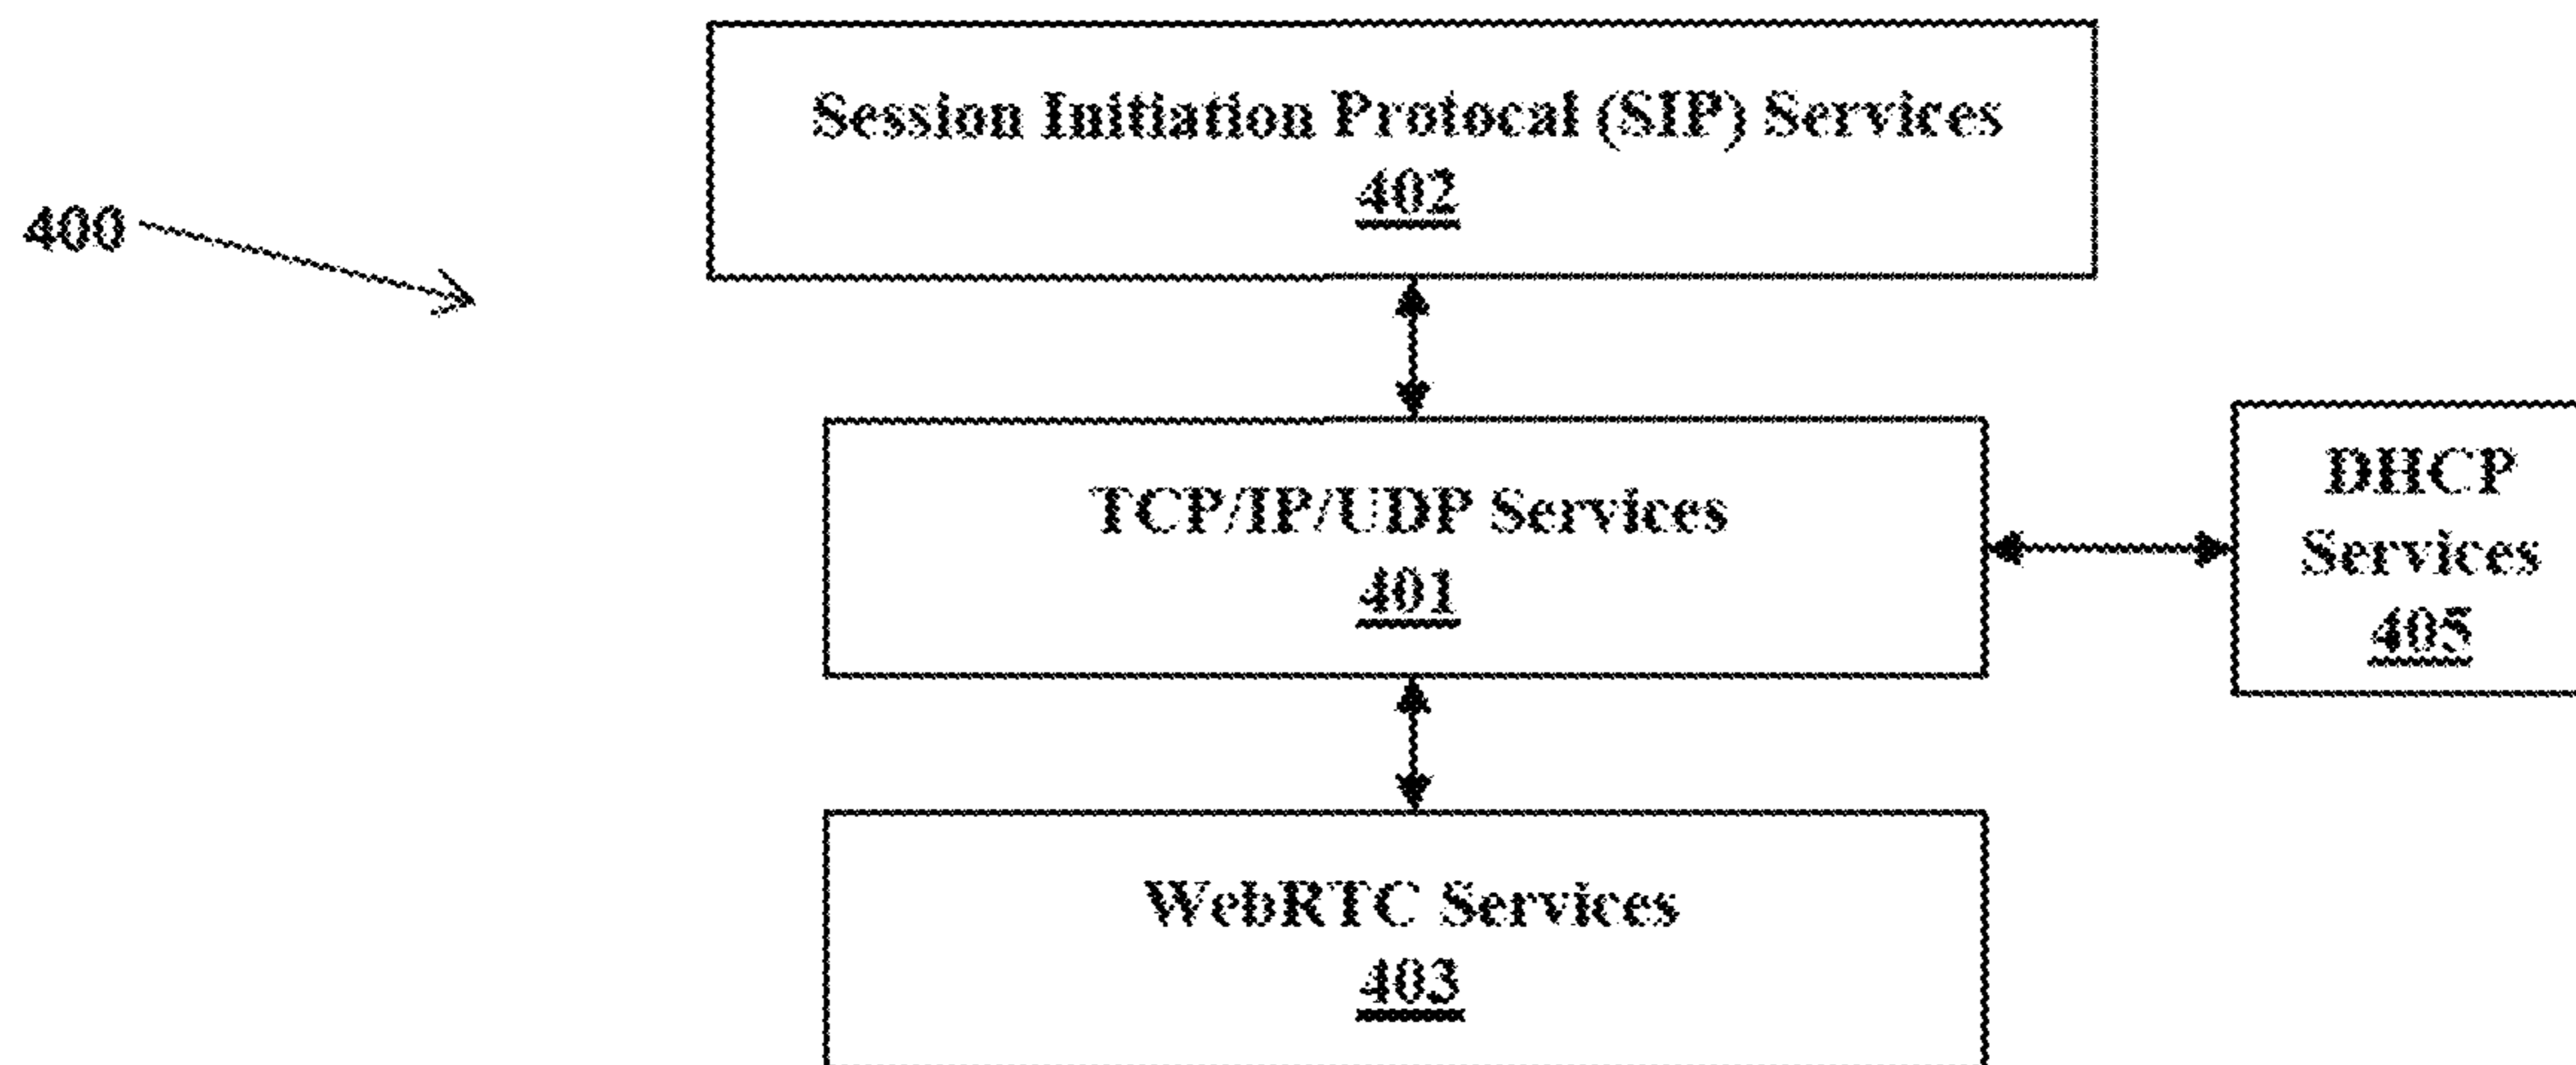 Session Initiation Protocal (SIP) Services
402
400
TCP/IP/UDP Services
401
DHCP
Services
405
WebRTC Services
403